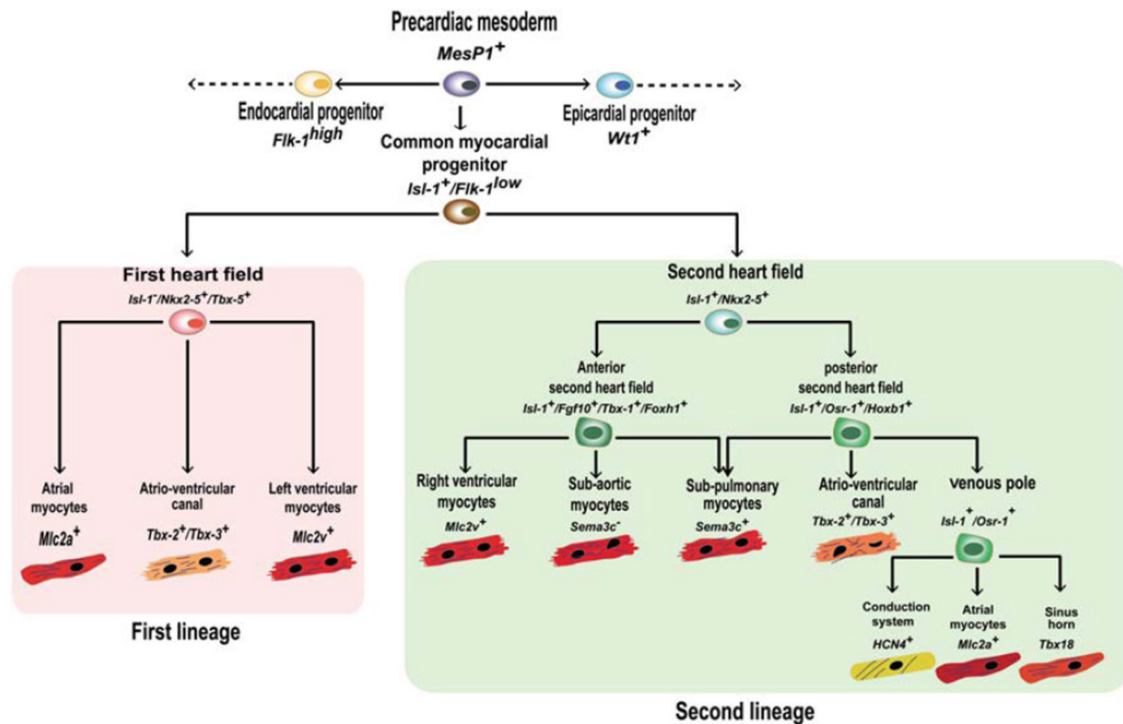 Precardiac mesoderm
MesP1+
Endocardial progenitor
Flk-1high
Epicardial progenitor
Wt1+
Common myocardial
progenitor
Isl-1+/Flk-1low
First heart field
Isl-1-/Nkx2-5+/Tbx-5+
Atrial
myocytes
Mlc2a+
Atrio-ventricular
canal
Tbx-2+/Tbx-3+
Left ventricular
myocytes
Mlc2v+
First lineage
Second heart field
Isl-1+/Nkx2-5+
Anterior
second heart field
Isl-1+/Fgf10+/Tbx-1+/Foxh1+
posterior
second heart field
Isl-1+/Osr-1+/Hoxb1+
Right ventricular
myocytes
Mlc2v+
Sub-aortic
myocytes
Sema3c-
Sub-pulmonary
myocytes
Sema3c+
Atrio-ventricular
canal
Tbx-2+/Tbx-3+
venous pole
Isl-1+/Osr-1+
Conduction
system
HCN4+
Atrial
myocytes
Mlc2a+
Sinus
horn
Tbx18
Second lineage